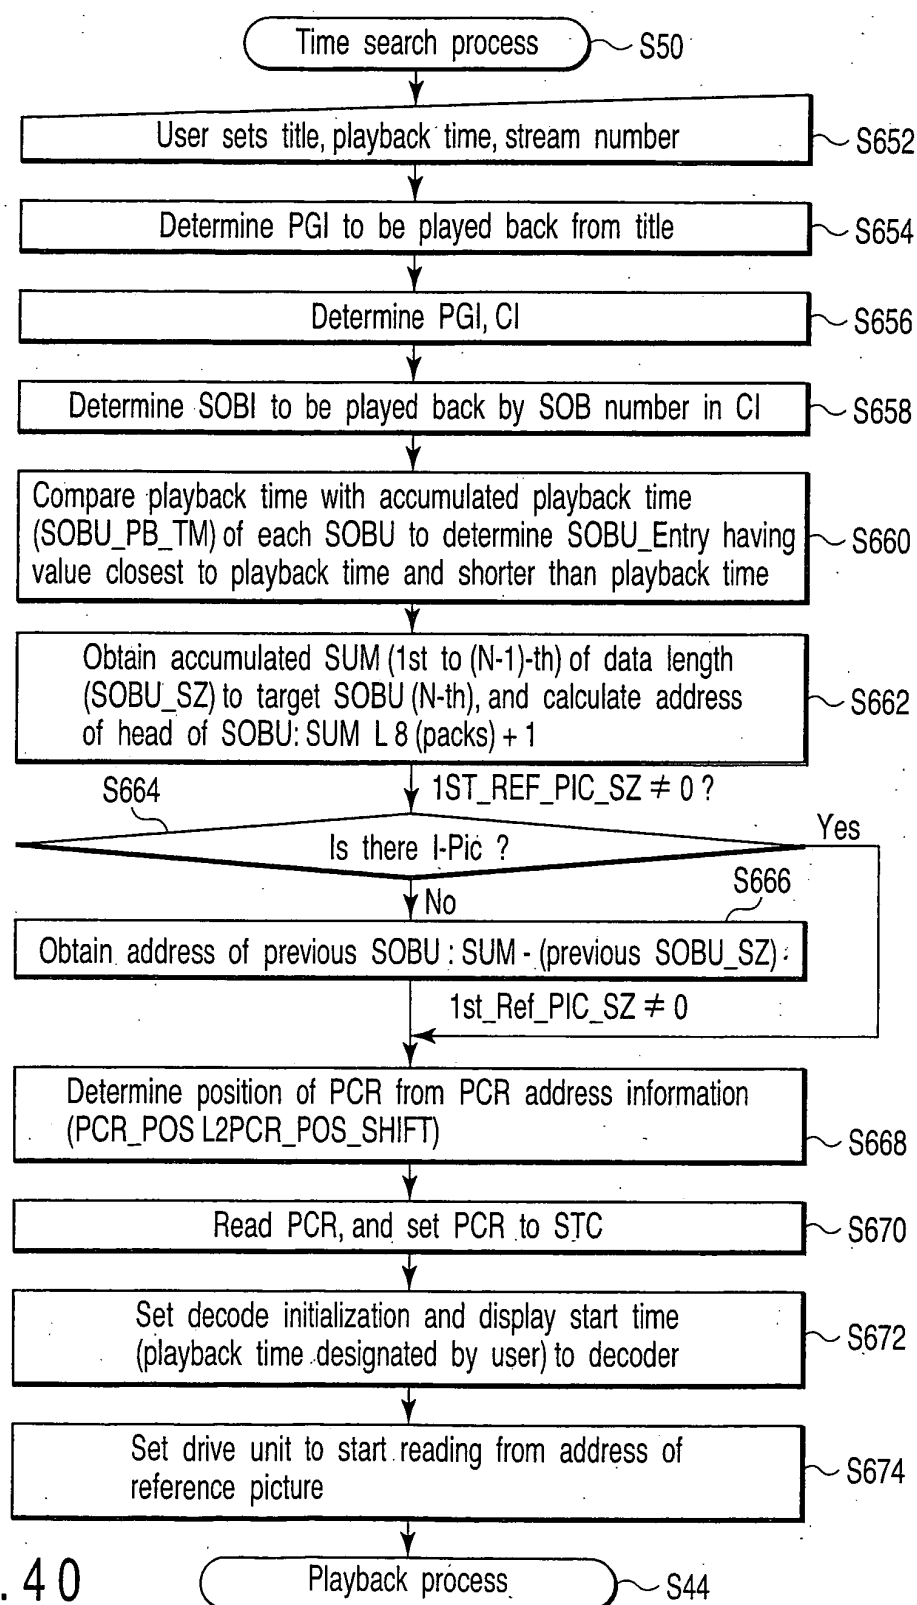 Time search process
S50
User sets title, playback time, stream number
S652
Determine PGI to be played back from title
S654
Determine PGI, CI
S656
Determine SOBI to be played back by SOB number in CI
S658
Compare playback time with accumulated playback time
(SOBU_PB_TM) of each SOBU to determine SOBU_Entry having
value closest to playback time and shorter than playback time
S660
Obtain accumulated SUM (1st to (N-1)-th) of data length
(SOBU_SZ) to target SOBU (N-th), and calculate address
of head of SOBU: SUM L 8 (packs) + 1
S662
S664
1ST_REF_PIC_SZ ≠ 0 ?
Is there I-Pic ?
Yes
No
S666
Obtain address of previous SOBU : SUM - (previous SOBU_SZ)
1st_Ref_PIC_SZ ≠ 0
Determine position of PCR from PCR address information
(PCR_POS L2PCR_POS_SHIFT)
S668
Read PCR, and set PCR to STC
S670
Set decode initialization and display start time
(playback time designated by user) to decoder
S672
Set drive unit to start reading from address of
reference picture
S674
. 40
Playback process
S44